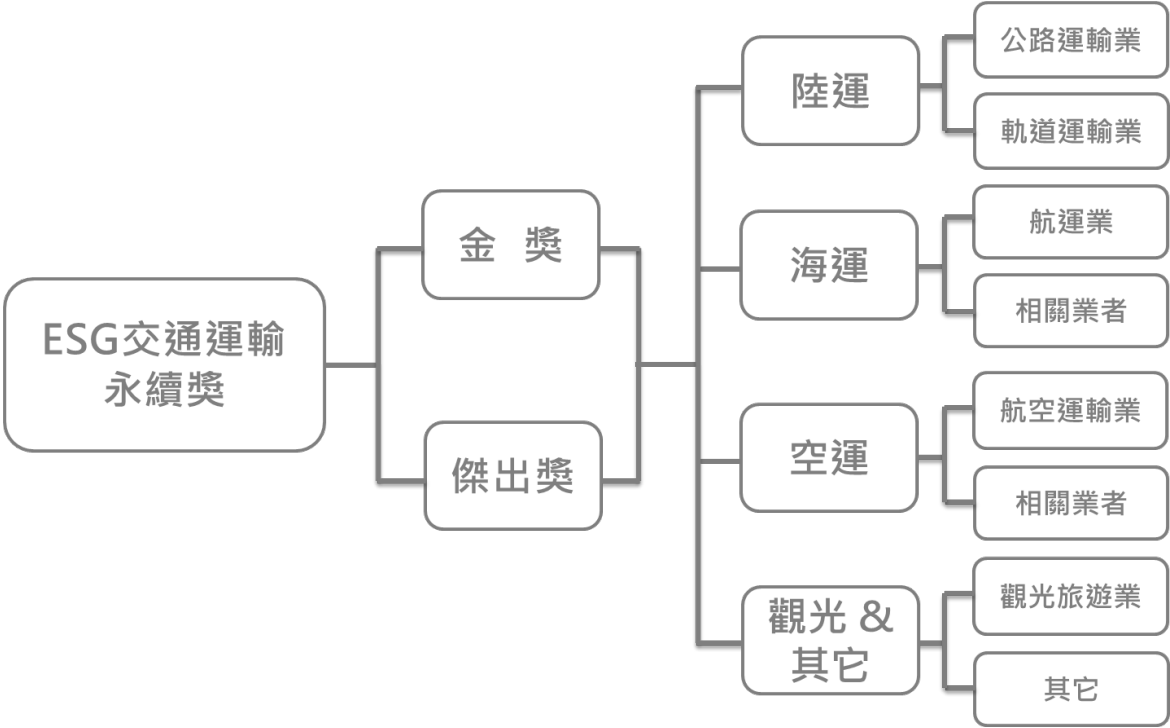 ESG交通運輸
永續獎
金 獎
傑出獎
陸運
公路運輸業
軌道運輸業
海運
航運業
相關業者
空運
航空運輸業
相關業者
觀光 &
其它
觀光旅遊業
其它